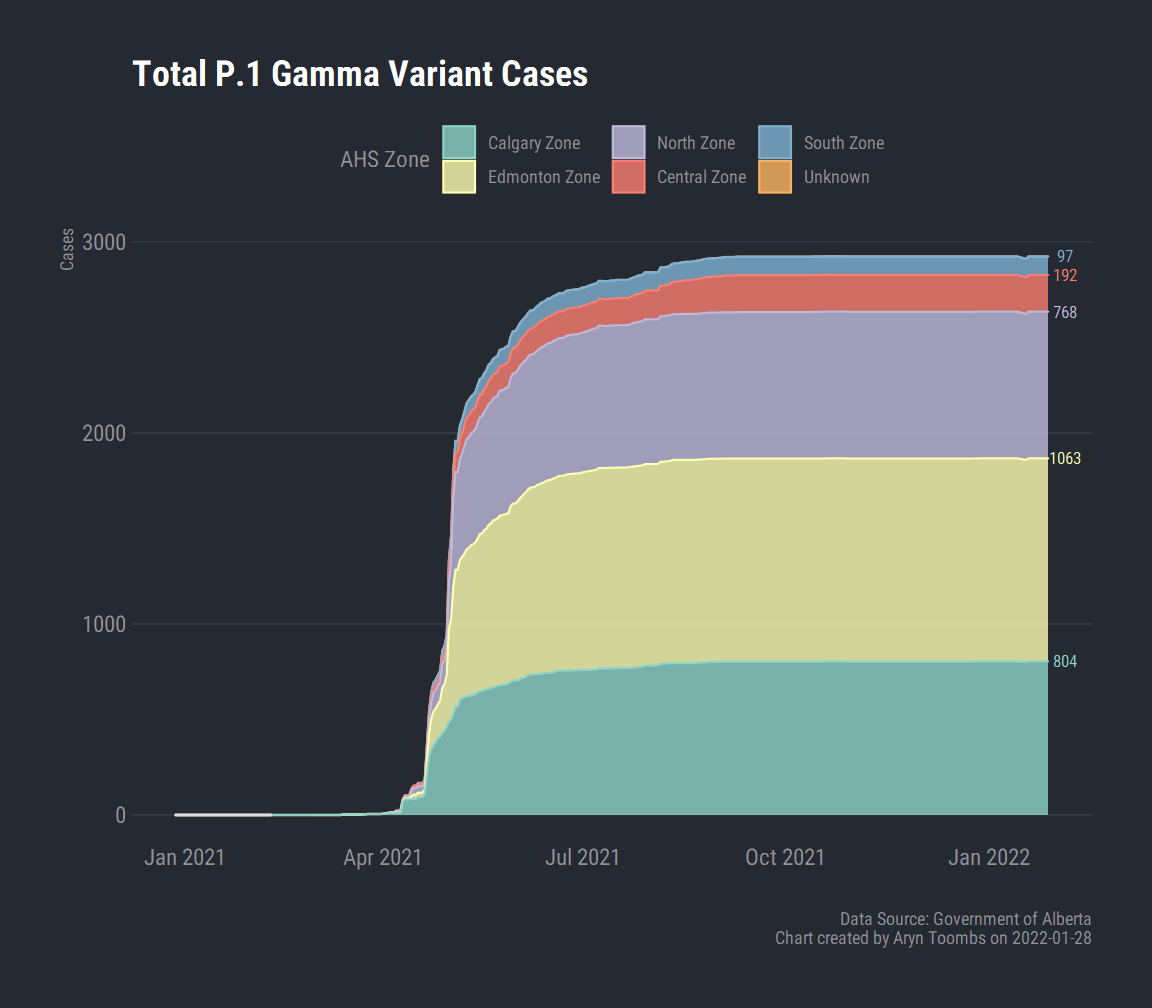 Total P.1 Gamma Variant Cases
AHS Zone
Calgary Zone
North Zone
South Zone
Edmonton Zone
Central Zone
Unknown
Cases
3000
2000
1000
0
97
192
768
1063
804
Jan 2021
Apr 2021
Jul 2021
Oct 2021
Jan 2022
Data Source: Government of Alberta
Chart created by Aryn Toombs on 2022-01-28